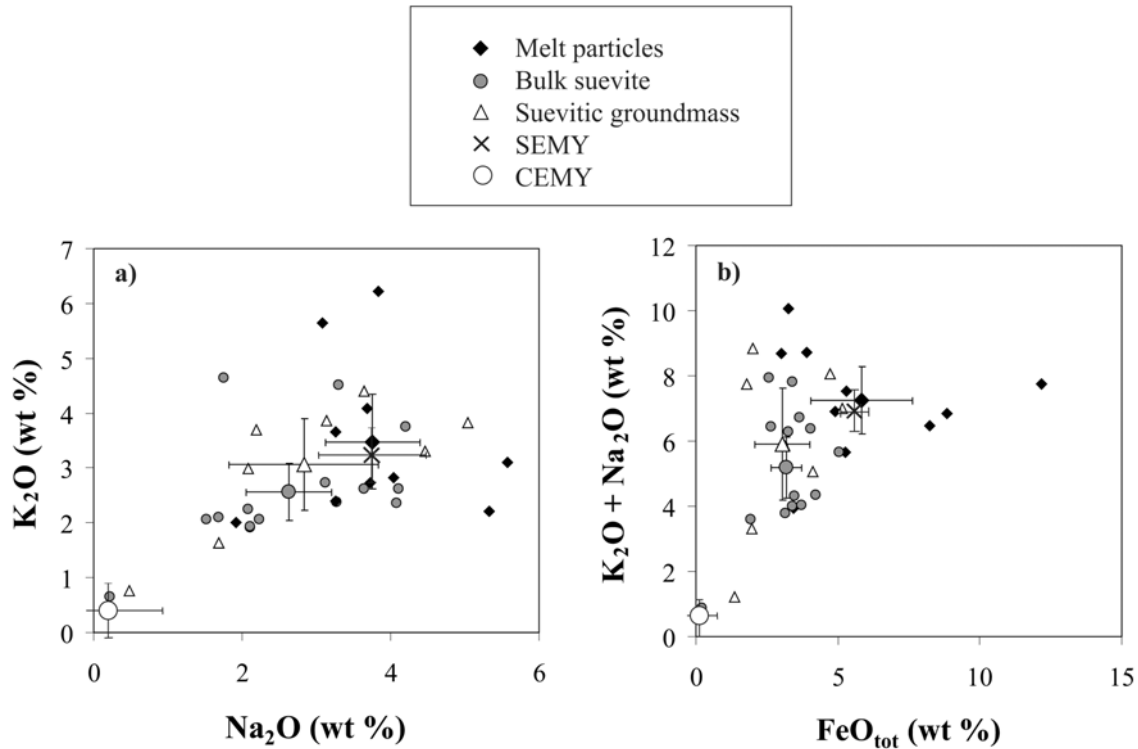 Melt particles
Bulk suevite
Suevitic groundmass
SEMY
CEMY
a)
7
6
5
4
3
2
1
0
K₂O (wt %)
0 2 4 6
Na₂O (wt %)
b)
12
10
8
6
4
2
0
K₂O + Na₂O (wt %)
0 5 10 15
FeOₜₒₜ (wt %)